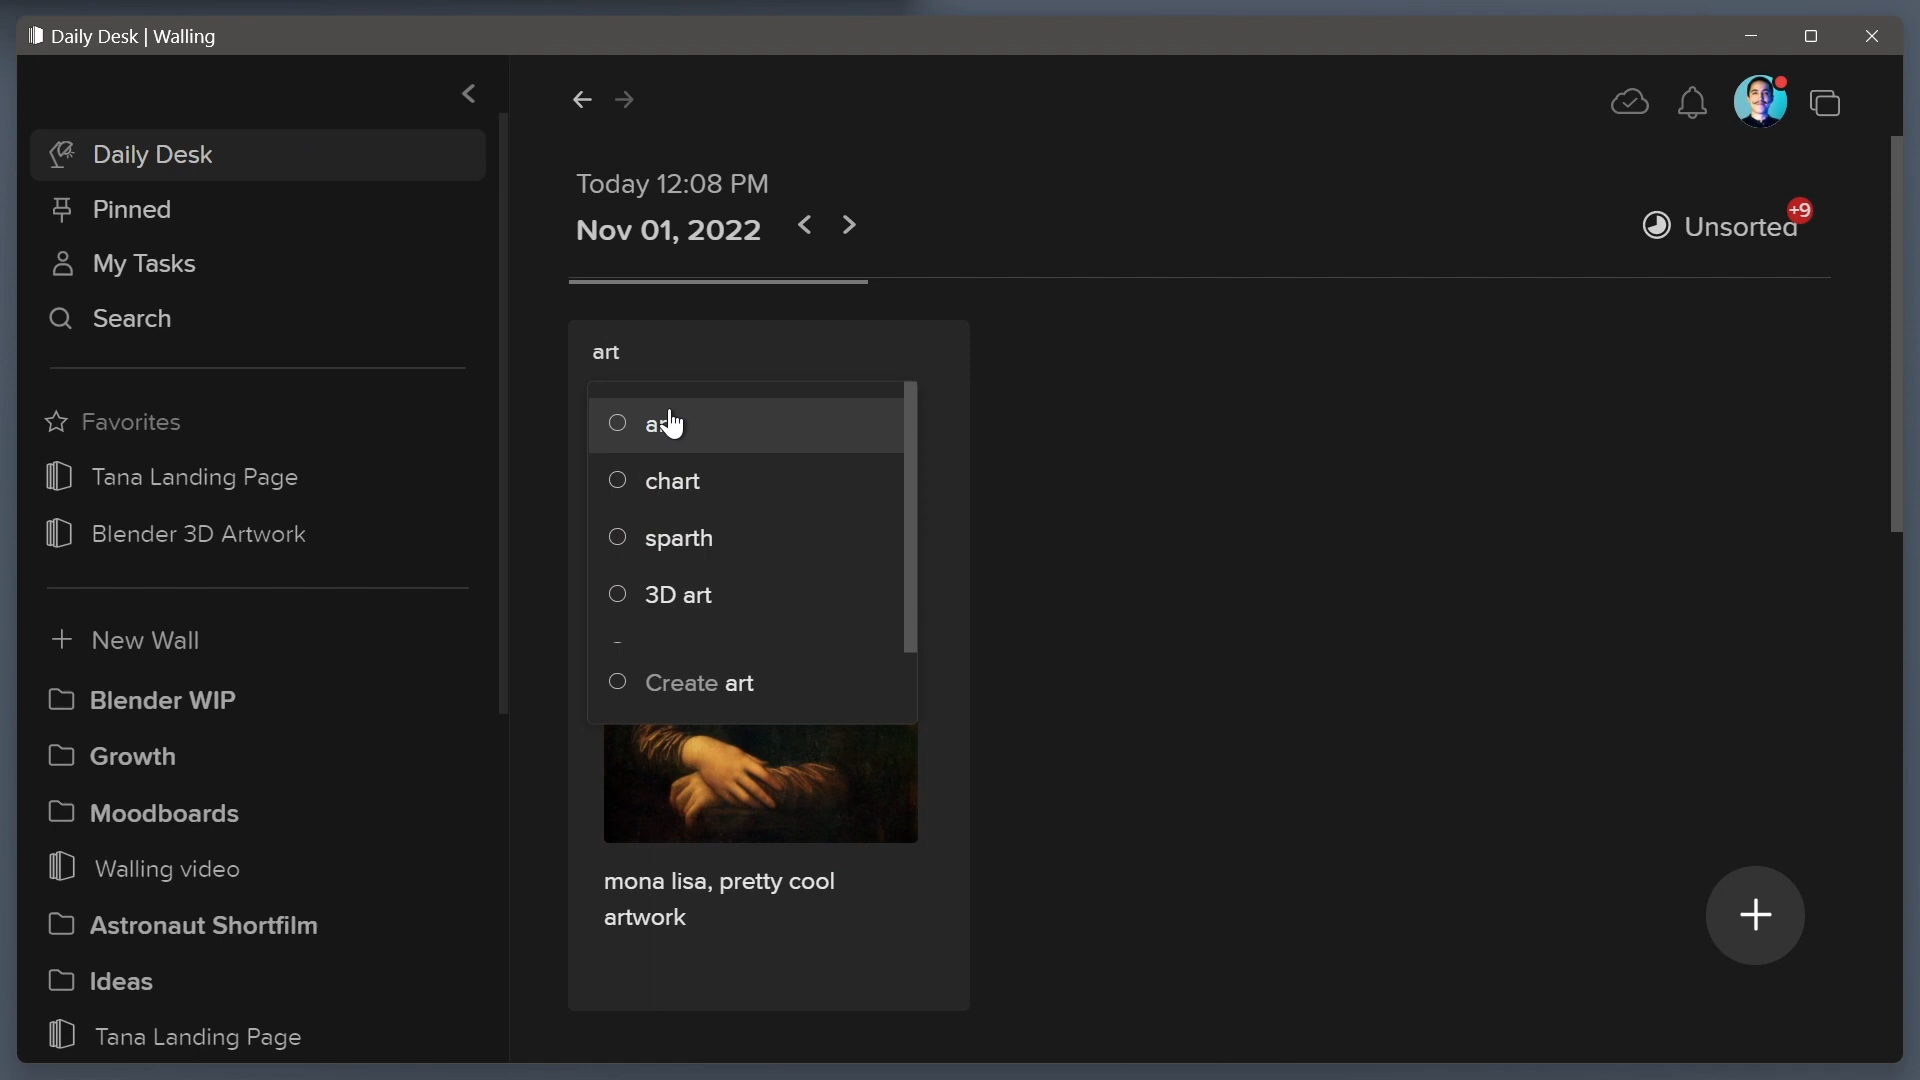 Daily Desk | Walling
Daily Desk
Pinned
My Tasks
Search
Favorites
Tana Landing Page
Blender 3D Artwork
New Wall
Blender WIP
Growth
Moodboards
Walling video
Astronaut Shortfilm
Ideas
Tana Landing Page
Today 12:08 PM
Nov 01, 2022
Unsorted
+9
art
chart
sparth
3D art
Create art
mona lisa, pretty cool
artwork